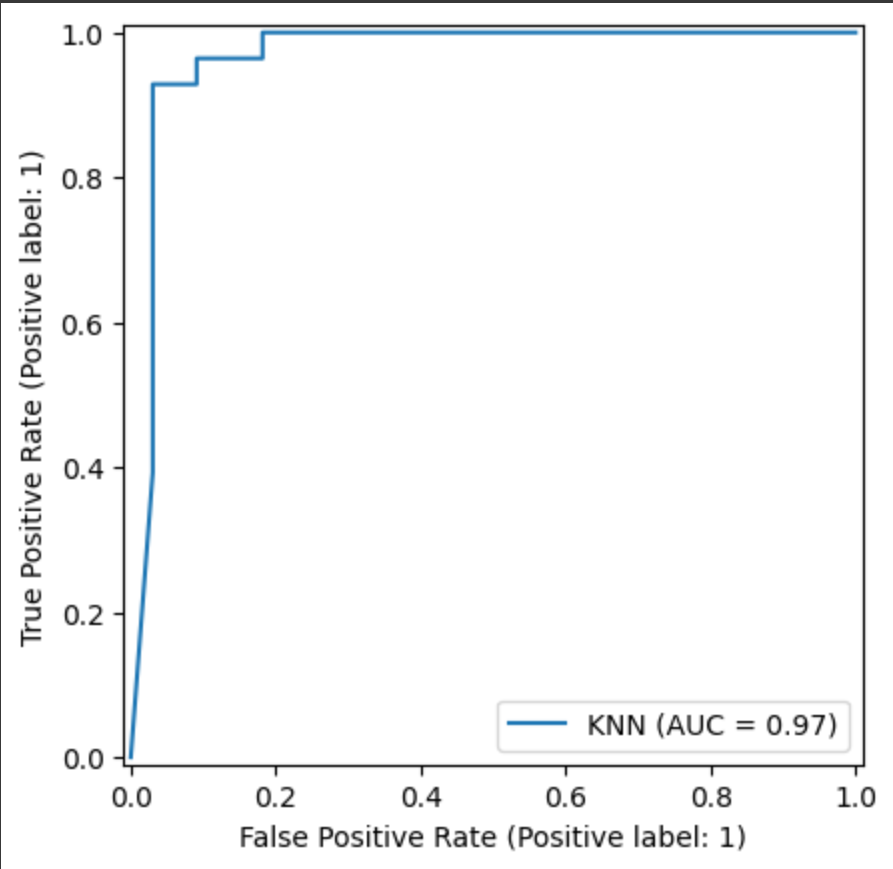 1.0
0.8
0.6
0.4
0.2
0.0
True Positive Rate (Positive label: 1)
KNN (AUC = 0.97)
0.0 0.2 0.4 0.6 0.8 1.0
False Positive Rate (Positive label: 1)